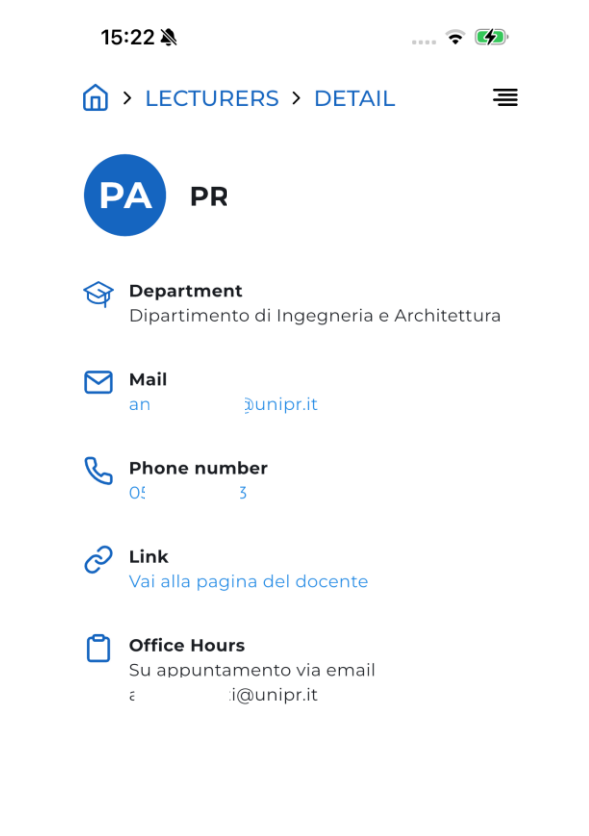 15:22
LECTURERS > DETAIL
PA
PR
Department
Dipartimento di Ingegneria e Architettura
Mail
@unipr.it
Phone number
Link
Vai alla pagina del docente
Office Hours
Su appuntamento via email
@unipr.it